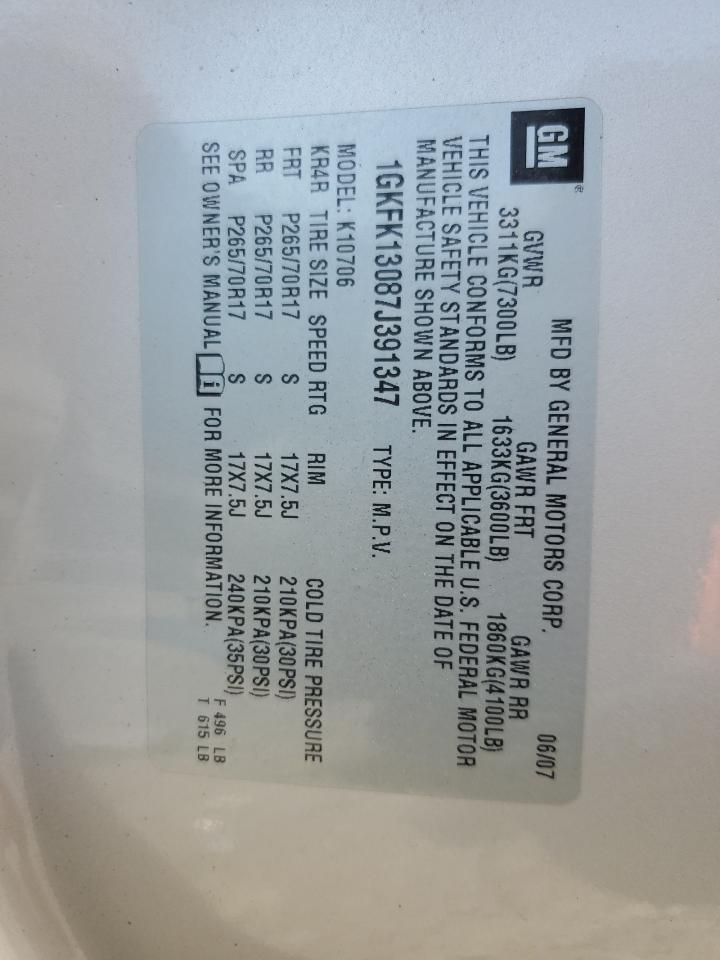 GM®
MFD BY GENERAL MOTORS CORP. 06/07
GVWR GAWR FRT GAWR RR
3311KG(7300LB) 1633KG(3600LB) 1860KG(4100LB)
THIS VEHICLE CONFORMS TO ALL APPLICABLE U.S. FEDERAL MOTOR
VEHICLE SAFETY STANDARDS IN EFFECT ON THE DATE OF
MANUFACTURE SHOWN ABOVE.
1GKFK13087J391347 TYPE: M.P.V.
MODEL: K10706
KR4R TIRE SIZE SPEED RTG RIM COLD TIRE PRESSURE
FRT P265/70R17 S 17X7.5J 210KPA(30PSI)
RR P265/70R17 S 17X7.5J 210KPA(30PSI)
SPA P265/70R17 S 17X7.5J 240KPA(35PSI)
SEE OWNER'S MANUAL i FOR MORE INFORMATION.
F 496 LB
T 615 LB